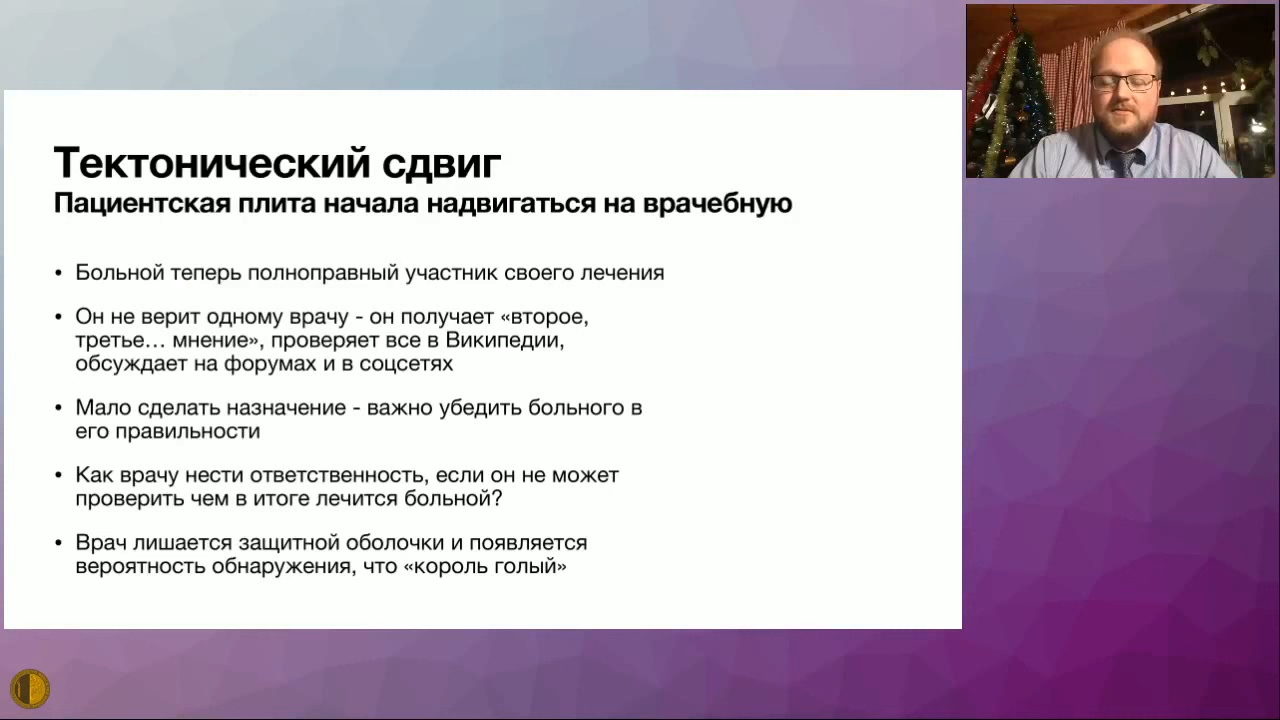 Тектонический сдвиг
Пациентская плита начала надвигаться на врачебную
• Больной теперь полноправный участник своего лечения
• Он не верит одному врачу - он получает «второе,
третье… мнение», проверяет все в Википедии,
обсуждает на форумах и в соцсетях
• Мало сделать назначение - важно убедить больного в
его правильности
• Как врачу нести ответственность, если он не может
проверить чем в итоге лечится больной?
• Врач лишается защитной оболочки и появляется
вероятность обнаружения, что «король голый»